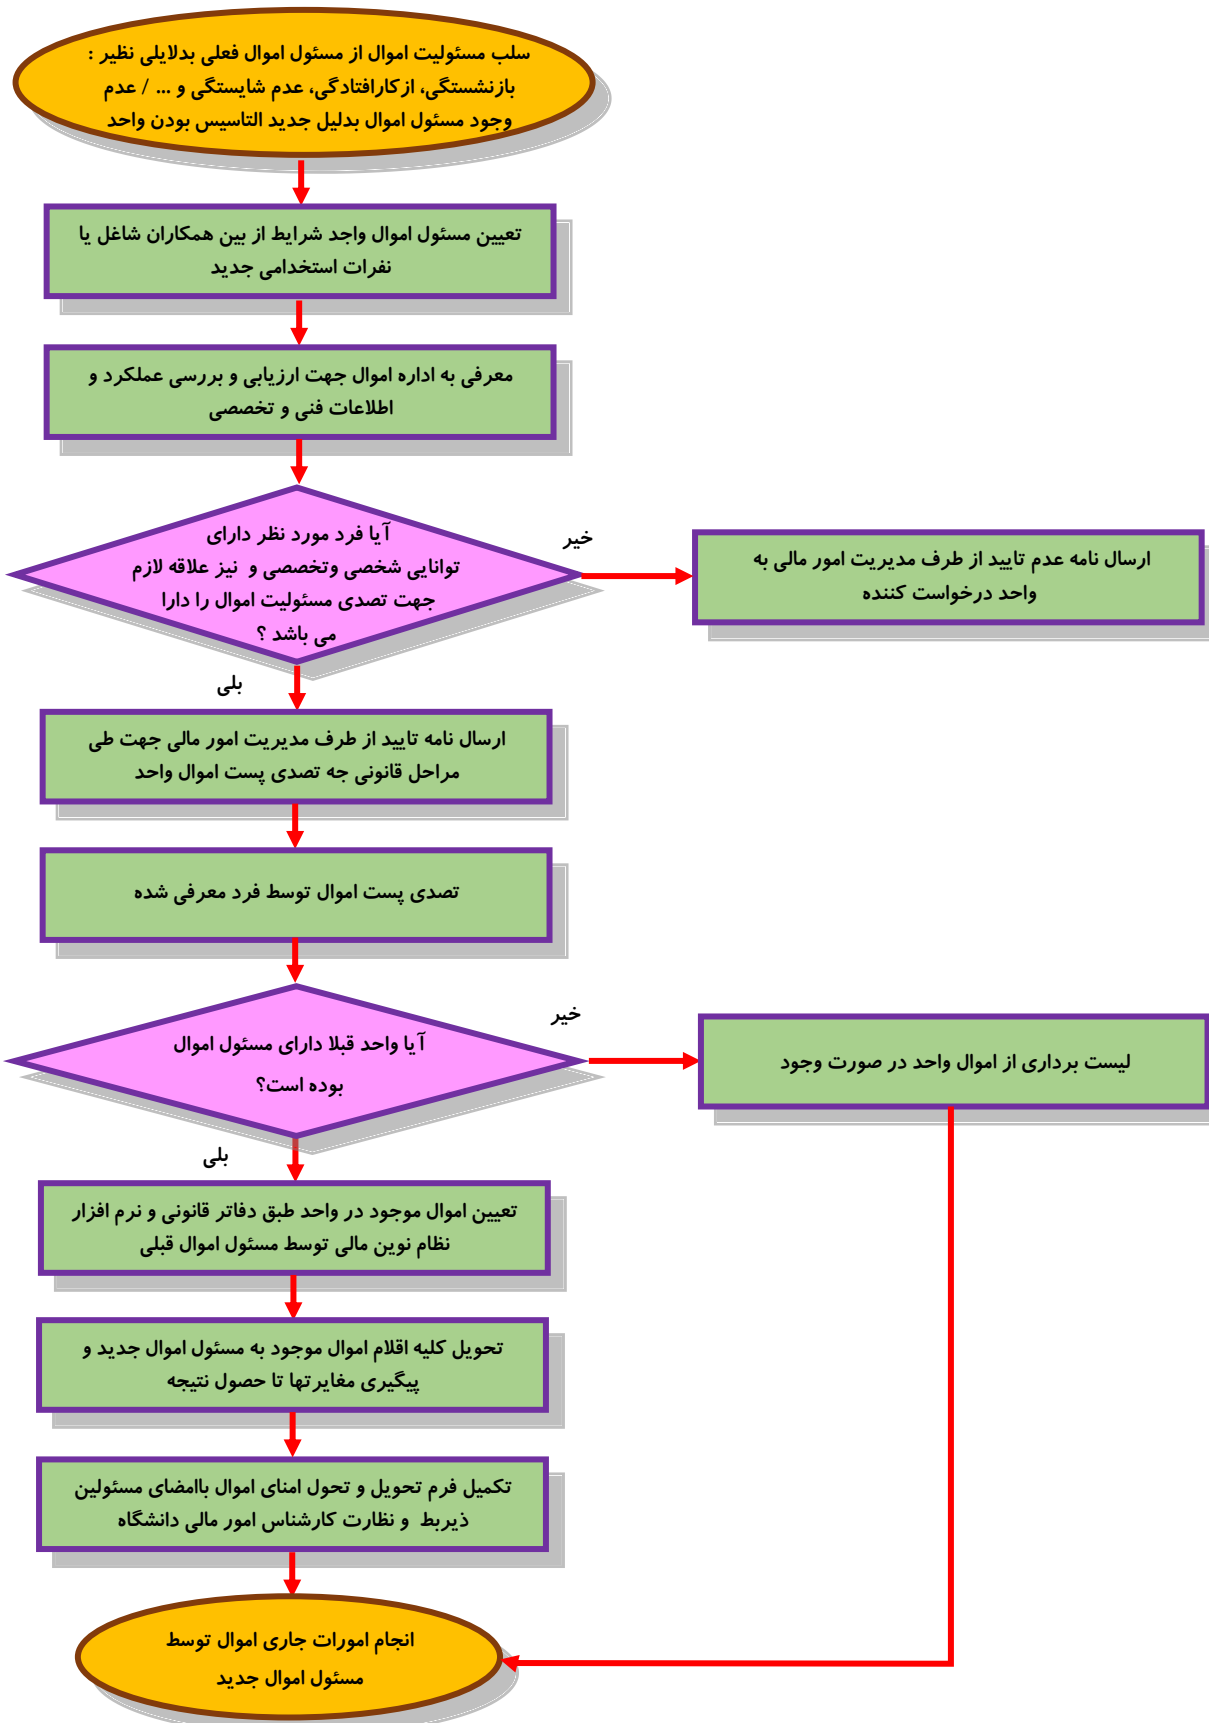 سلب مسئولیت اموال از مسئول اموال فعلی بدلایلی نظیر :
بازنشستگی، ازکارافتادگی، عدم شایستگی و ... / عدم
وجود مسئول اموال بدلیل جدید التاسیس بودن واحد
تعیین مسئول اموال واجد شرایط از بین همکاران شاغل یا
نفرات استخدامی جدید
معرفی به اداره اموال جهت ارزیابی و بررسی عملکرد و
اطلاعات فنی و تخصصی
آیا فرد مورد نظر دارای
توانایی شخصی وتخصصی و نیز علاقه لازم
جهت تصدی مسئولیت اموال را دارا
می باشد ؟
خیر
ارسال نامه عدم تایید از طرف مدیریت امور مالی به
واحد درخواست کننده
بلی
ارسال نامه تایید از طرف مدیریت امور مالی جهت طی
مراحل قانونی جه تصدی پست اموال واحد
تصدی پست اموال توسط فرد معرفی شده
آیا واحد قبلا دارای مسئول اموال
بوده است؟
خیر
لیست برداری از اموال واحد در صورت وجود
بلی
تعیین اموال موجود در واحد طبق دفاتر قانونی و نرم افزار
نظام نوین مالی توسط مسئول اموال قبلی
تحویل کلیه اقلام اموال موجود به مسئول اموال جدید و
پیگیری مغایرتها تا حصول نتیجه
تکمیل فرم تحویل و تحول امنای اموال باامضای مسئولین
ذیربط و نظارت کارشناس امور مالی دانشگاه
انجام امورات جاری اموال توسط
مسئول اموال جدید